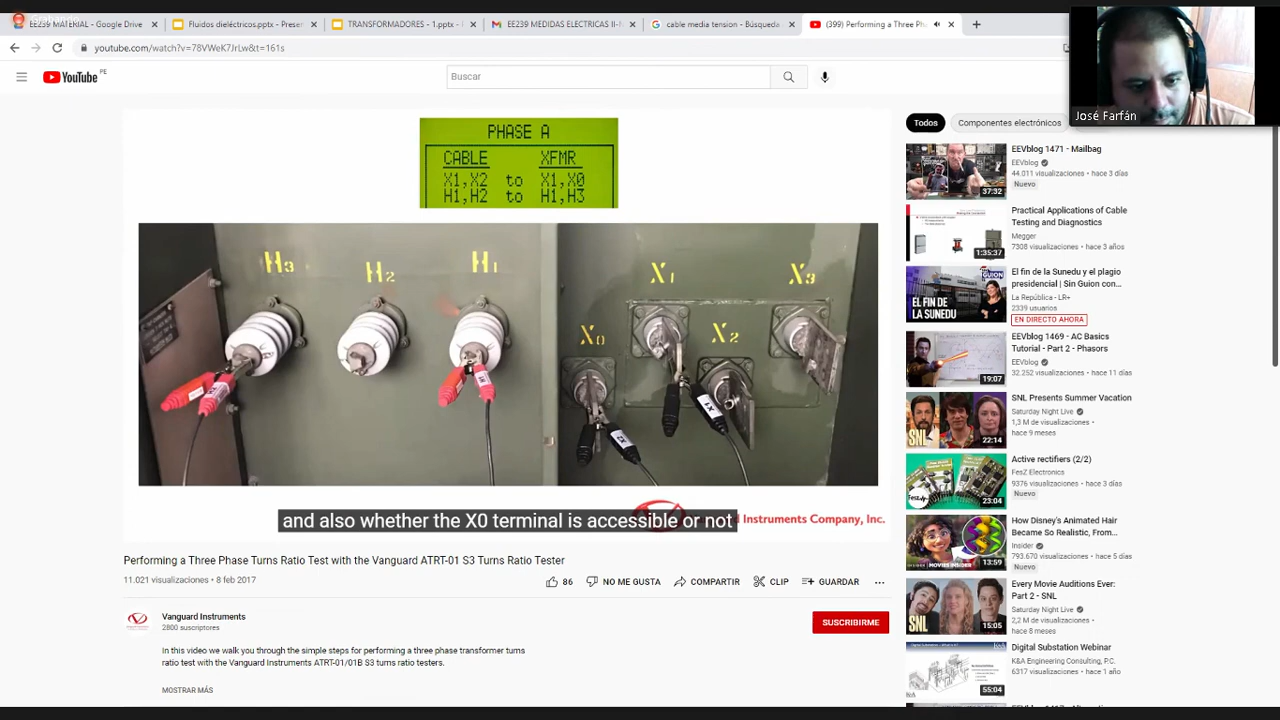 EE239 MATERIAL - Google Drive
Fluidos dieléctricos.pptx - Presen
TRANSFORMADORES - 1.pptx - P
EE219 MEDIDAS ELECTRICAS II-N
cable media tension - Búsqueda
(399) Performing a Three Pha
youtube.com/watch?v=78VWeK7JrLw&t=161s
YouTube PE
Buscar
José Farfán
PHASE A
CABLE XFMR
X1,X2 to X1,X0
H1,H2 to H1,H3
H3 H2 H1 X1 X3
X0 X2
and also whether the X0 terminal is accessible or not
Instruments Company, Inc.
Performing a Three Phase Turns Ratio Test with the Vanguard ATRT-01 S3 Turns Ratio Tester
11.021 visualizaciones • 8 feb 2017
86 NO ME GUSTA COMPARTIR CLIP GUARDAR ...
Vanguard Instruments
2800 suscriptores
SUSCRIBIRME
In this video we walk you through the simple steps for performing a three phase transformer turns
ratio test with the Vanguard Instruments ATRT-01/01B S3 turns ratio testers.
MOSTRAR MÁS
Todos
Componentes electrónicos
EEVblog 1471 - Mailbag
EEVblog
44.011 visualizaciones • hace 3 días
Nuevo
37:32
Practical Applications of Cable
Testing and Diagnostics
Megger
7308 visualizaciones • hace 3 años
1:35:37
El fin de la Sunedu y el plagio
presidencial | Sin Guion con...
La República - LR+
2339 usuarios
EN DIRECTO AHORA
EL FIN DE
LA SUNEDU
GUION
EEVblog 1469 - AC Basics
Tutorial - Part 2 - Phasors
EEVblog
32.252 visualizaciones • hace 11 días
19:07
SNL Presents Summer Vacation
Saturday Night Live
1,3 M de visualizaciones •
hace 9 meses
SNL
22:14
Active rectifiers (2/2)
FesZ Electronics
9376 visualizaciones • hace 3 días
Nuevo
23:04
How Disney's Animated Hair
Became So Realistic, From...
Insider
793.670 visualizaciones • hace 5 días
Nuevo
13:59
Every Movie Auditions Ever:
Part 2 - SNL
Saturday Night Live
2,2 M de visualizaciones •
hace 8 meses
SNL
15:05
Digital Substation Webinar
K&A Engineering Consulting, P.C.
6317 visualizaciones • hace 1 año
55:04